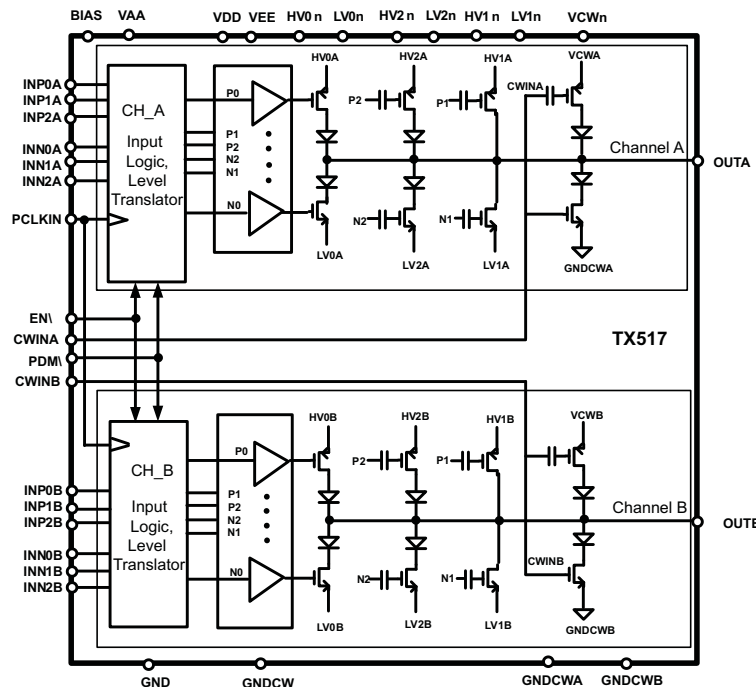 BIAS VAA VDD VEE HV0 n LV0n HV2 n LV2n HV1 n LV1n VCWn
HV0A HV2A HV1A VCWA
INP0A
INP1A
INP2A
CH_A
Input
Logic,
Level
Translator
INN0A
INN1A
INN2A
PCLKIN
P0
P1
P2
N2
N1
N0
P2
P1
CWINA
Channel A
OUTA
N2
N1
LV0A LV2A LV1A
GNDCWA
EN\
CWINA
PDM\
CWINB
TX517
HV0B HV2B HV1B VCWB
CH_B
Input
Logic,
Level
Translator
INP0B
INP1B
INP2B
INN0B
INN1B
INN2B
P0
P1
P2
N2
N1
N0
P2
P1
Channel B
OUTB
N2
N1
CWINB
LV0B LV2B LV1B
GNDCWB
GND GNDCW GNDCWA GNDCWB